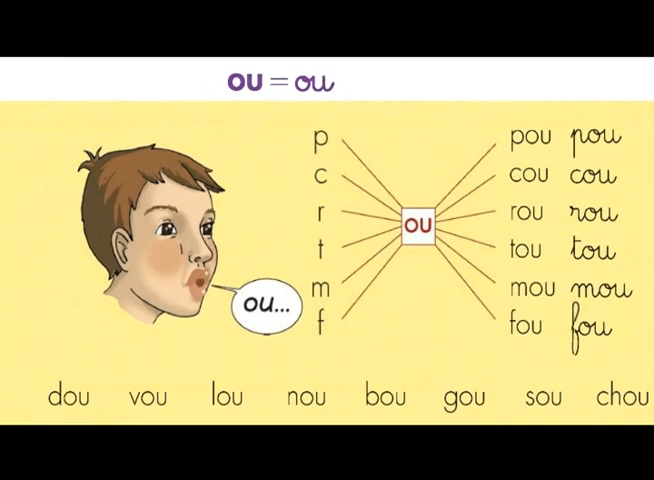 ou = ou
p pou pou
c cou cou
r rou rou
ou
t tou tou
ou...
m mou mou
f fou fou
dou vou lou nou bou gou sou chou